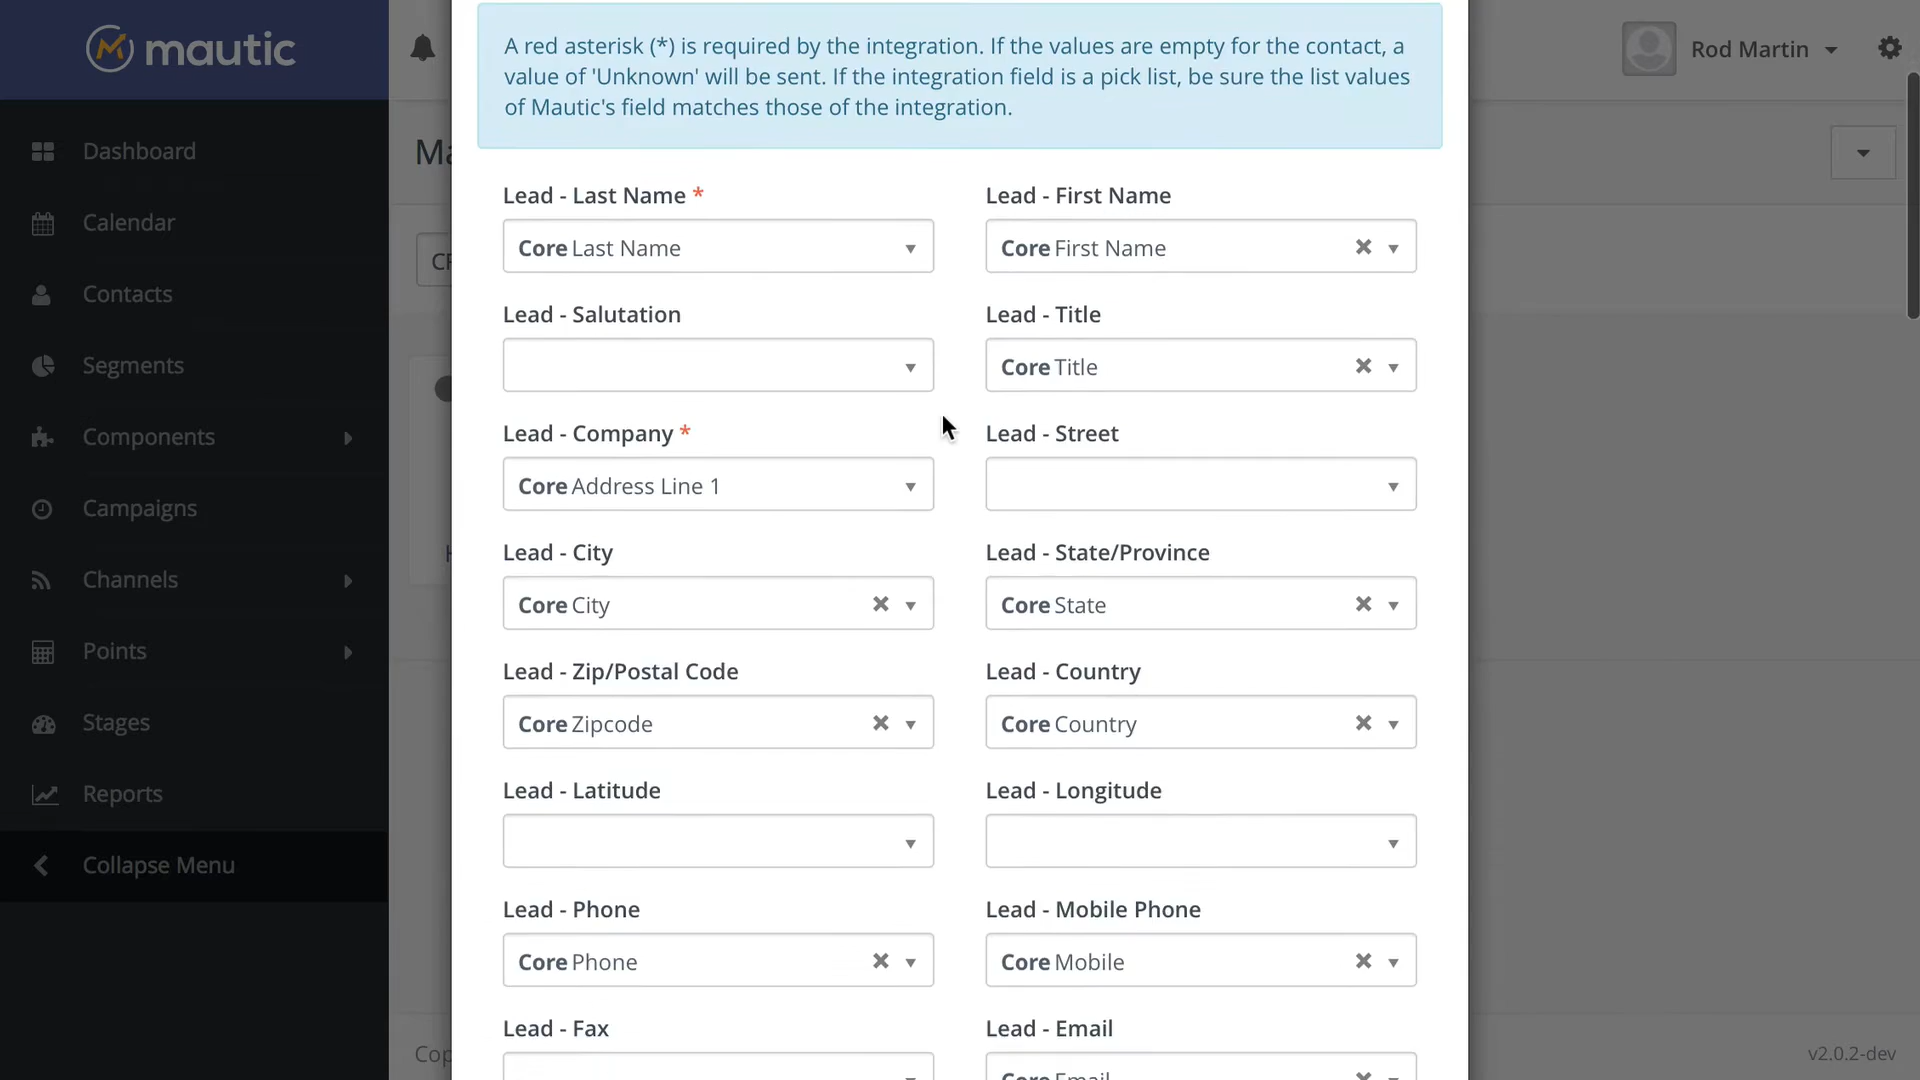 mautic
Rod Martin
Dashboard
Calendar
Contacts
Segments
Components
Campaigns
Channels
Points
Stages
Reports
Collapse Menu
A red asterisk (*) is required by the integration. If the values are empty for the contact, a
value of 'Unknown' will be sent. If the integration field is a pick list, be sure the list values
of Mautic's field matches those of the integration.
Lead - Last Name *
Core Last Name
Lead - First Name
Core First Name
Lead - Salutation
Lead - Title
Core Title
Lead - Company *
Core Address Line 1
Lead - Street
Lead - City
Core City
Lead - State/Province
Core State
Lead - Zip/Postal Code
Core Zipcode
Lead - Country
Core Country
Lead - Latitude
Lead - Longitude
Lead - Phone
Core Phone
Lead - Mobile Phone
Core Mobile
Lead - Fax
Lead - Email
Core Email
v2.0.2-dev